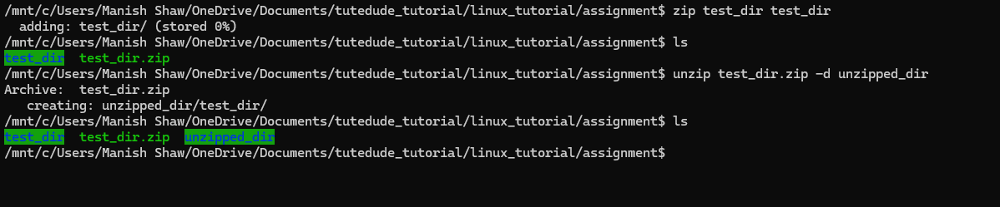 /mnt/c/Users/Manish Shaw/OneDrive/Documents/tutedude_tutorial/linux_tutorial/assignment$ zip test_dir test_dir
  adding: test_dir/ (stored 0%)
/mnt/c/Users/Manish Shaw/OneDrive/Documents/tutedude_tutorial/linux_tutorial/assignment$ ls
test_dir  test_dir.zip
/mnt/c/Users/Manish Shaw/OneDrive/Documents/tutedude_tutorial/linux_tutorial/assignment$ unzip test_dir.zip -d unzipped_dir
Archive:  test_dir.zip
   creating: unzipped_dir/test_dir/
/mnt/c/Users/Manish Shaw/OneDrive/Documents/tutedude_tutorial/linux_tutorial/assignment$ ls
test_dir  test_dir.zip  unzipped_dir
/mnt/c/Users/Manish Shaw/OneDrive/Documents/tutedude_tutorial/linux_tutorial/assignment$